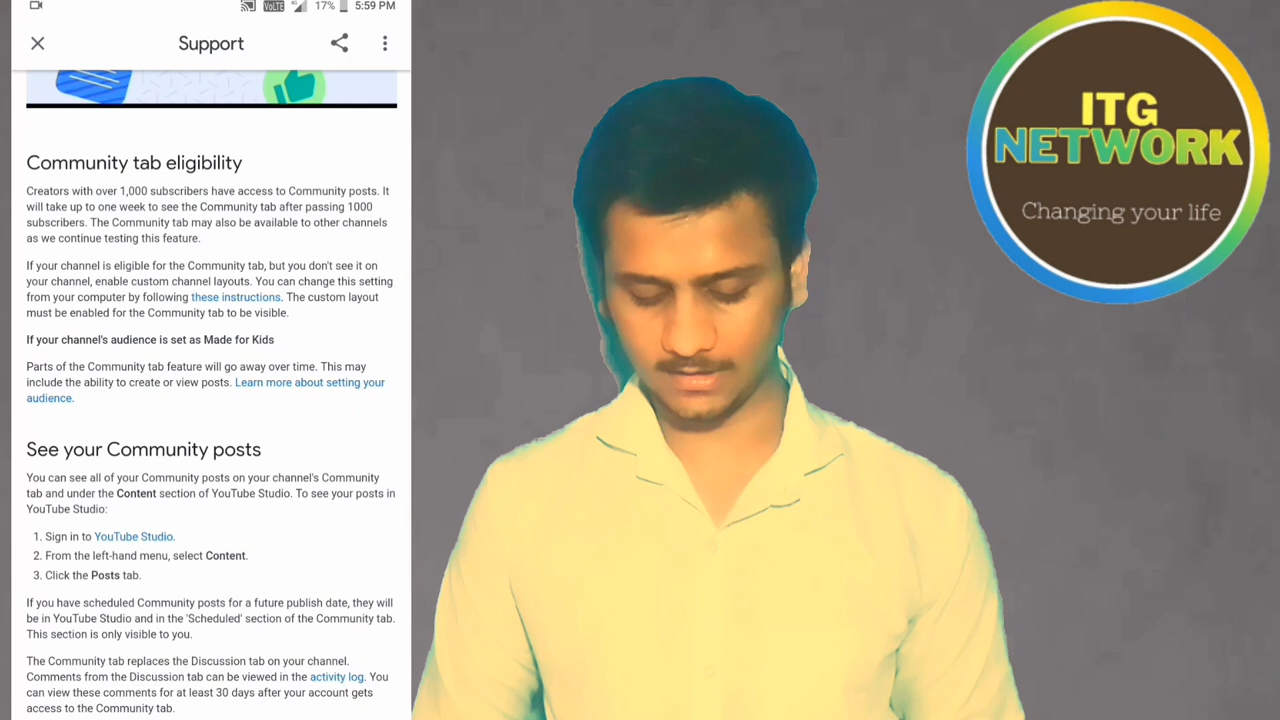 VoLTE 4G 17% 5:59 PM
Support
Community tab eligibility
Creators with over 1,000 subscribers have access to Community posts. It
will take up to one week to see the Community tab after passing 1000
subscribers. The Community tab may also be available to other channels
as we continue testing this feature.
If your channel is eligible for the Community tab, but you don't see it on
your channel, enable custom channel layouts. You can change this setting
from your computer by following these instructions. The custom layout
must be enabled for the Community tab to be visible.
If your channel's audience is set as Made for Kids
Parts of the Community tab feature will go away over time. This may
include the ability to create or view posts. Learn more about setting your
audience.
See your Community posts
You can see all of your Community posts on your channel's Community
tab and under the Content section of YouTube Studio. To see your posts in
YouTube Studio:
1. Sign in to YouTube Studio.
2. From the left-hand menu, select Content.
3. Click the Posts tab.
If you have scheduled Community posts for a future publish date, they will
be in YouTube Studio and in the 'Scheduled' section of the Community tab.
This section is only visible to you.
The Community tab replaces the Discussion tab on your channel.
Comments from the Discussion tab can be viewed in the activity log. You
can view these comments for at least 30 days after your account gets
access to the Community tab.
ITG
NETWORK
Changing your life